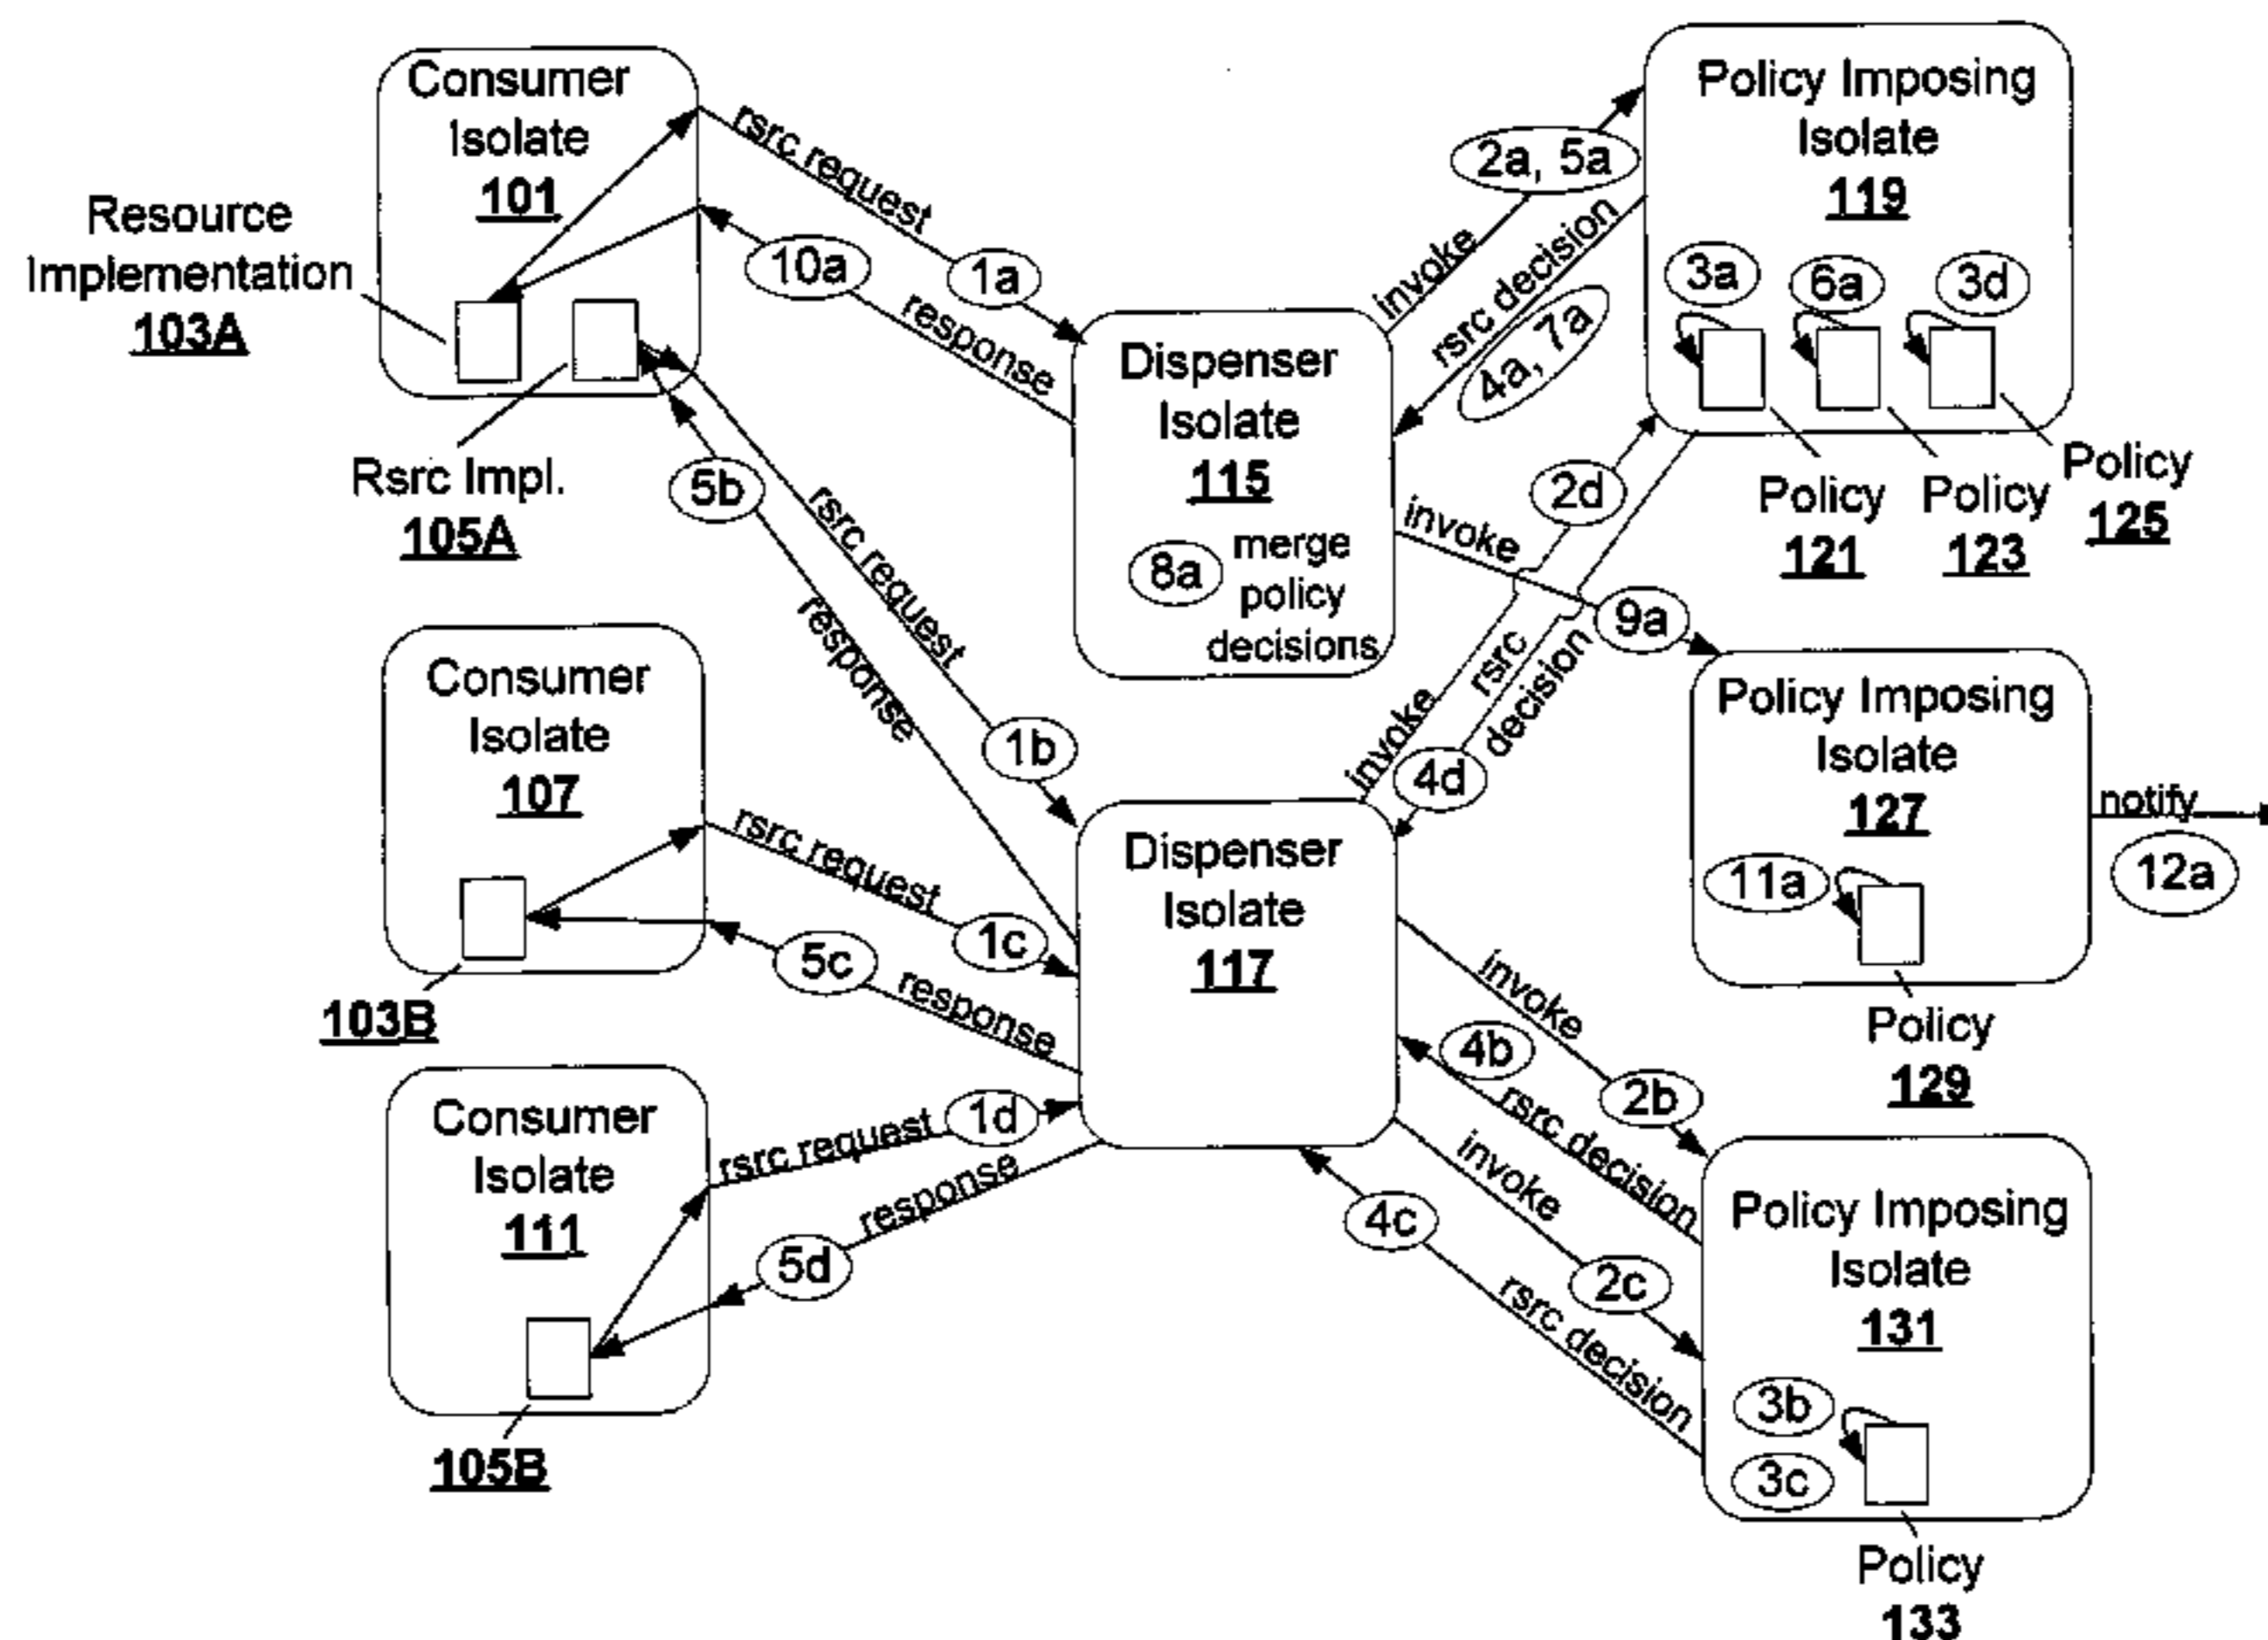 Consumer
Isolate
101
Resource
Implementation
103A
Rsrc Impl.
105A
rsrc request
1a
10a
response
5b
response
rsrc request
1b
Dispenser
Isolate
115
8a
merge
policy
decisions
invoke
2a, 5a
rsrc decision
4a, 7a
Policy Imposing
Isolate
119
3a
6a
3d
Policy
121
Policy
123
Policy
125
invoke
9a
2d
invoke
rsrc
decision
4d
Consumer
Isolate
107
103B
rsrc request
1c
5c
response
Dispenser
Isolate
117
Policy Imposing
Isolate
127
11a
Policy
129
notify
12a
Consumer
Isolate
111
105B
rsrc request
1d
5d
response
invoke
2b
4b
rsrc decision
invoke
2c
4c
rsrc decision
Policy Imposing
Isolate
131
3b
3c
Policy
133